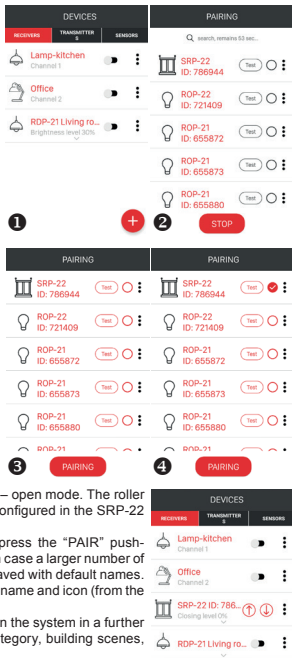 DEVICES
RECEIVERS TRANSMITTERS SENSORS
Lamp-kitchen
Channel 1
Office
Channel 2
RDP-21 Living ro...
Brightness level 30%
1
+
PAIRING
search, remains 53 sec...
SRP-22
ID: 786944
Test
ROP-22
ID: 721409
Test
ROP-21
ID: 655872
Test
ROP-21
ID: 655873
Test
ROP-21
ID: 655880
Test
2
STOP
PAIRING
SRP-22
ID: 786944
Test
ROP-22
ID: 721409
Test
ROP-21
ID: 655872
Test
ROP-21
ID: 655873
Test
ROP-21
ID: 655880
Test
ROP-21
3
PAIRING
PAIRING
SRP-22
ID: 786944
Test
ROP-22
ID: 721409
Test
ROP-21
ID: 655872
Test
ROP-21
ID: 655873
Test
ROP-21
ID: 655880
Test
ROP-21
4
PAIRING
– open mode. The roller
onfigured in the SRP-22
press the “PAIR” push-
case a larger number of
aved with default names.
name and icon (from the
n the system in a further
ategory, building scenes,
DEVICES
RECEIVERS TRANSMITTERS SENSORS
Lamp-kitchen
Channel 1
Office
Channel 2
SRP-22 ID: 786...
Closing level 0%
RDP-21 Living ro...